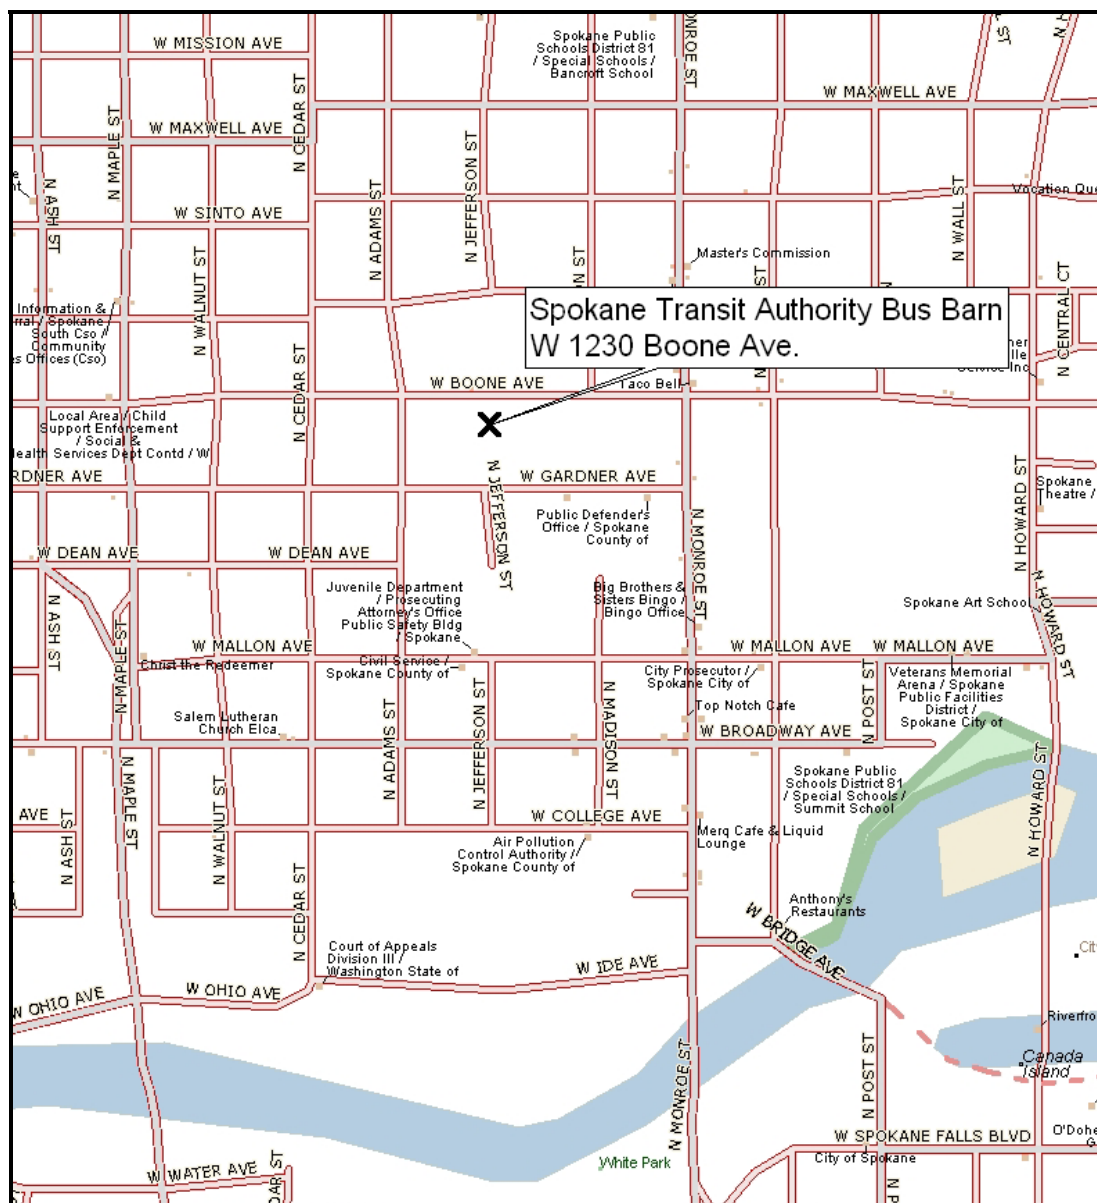 W MISSION AVE
Spokane Public
Schools District 81
/ Special Schools /
Bancroft School
W MAXWELL AVE
W MAXWELL AVE
N MAPLE ST
N CEDAR ST
N JEFFERSON ST
N ASH ST
N ADAMS ST
W SINTO AVE
N WALL ST
N WALNUT ST
Master's Commission
Information &
/ Spokane
South Cso /
Community
Offices (Cso)
N CENTRAL CT
Spokane Transit Authority Bus Barn
W 1230 Boone Ave.
Service Inc
W BOONE AVE
Taco Bell
N CEDAR ST
Local Area / Child
Support Enforcement
/ Social &
Health Services Dept Contd / W
RDNER AVE
W GARDNER AVE
N JEFFERSON ST
Public Defender's
Office / Spokane
County of
N MONROE ST
N HOWARD ST
Spokane
Theatre /
W DEAN AVE
W DEAN AVE
Juvenile Department
/ Prosecuting
Attorney's Office
Public Safety Bldg
/ Spokane
Big Brothers &
Sisters Bingo /
Bingo Office
Spokane Art School
N HOWARD ST
N ASH ST
N MAPLE ST
W MALLON AVE
W MALLON AVE
W MALLON AVE
Christ the Redeemer
Civil Service /
Spokane County of
City Prosecutor /
Spokane City of
Veterans Memorial
Arena / Spokane
Public Facilities
District /
Spokane City of
Salem Lutheran
Church Elca
N ADAMS ST
N JEFFERSON ST
N MADISON ST
Top Notch Cafe
W BROADWAY AVE
N POST ST
N MAPLE ST
N WALNUT ST
Spokane Public
Schools District 81
/ Special Schools /
Summit School
N HOWARD ST
AVE
N ASH ST
W COLLEGE AVE
Air Pollution
Control Authority /
Spokane County of
Merq Cafe & Liquid
Lounge
N CEDAR ST
Anthony's
Restaurants
W BRIDGE AVE
Court of Appeals
Division III /
Washington State of
W IDE AVE
W OHIO AVE
W OHIO AVE
Riverfro
Canada
Island
N MONROE ST
N POST ST
W SPOKANE FALLS BLVD
O'Dohe
City of Spokane
White Park
W WATER AVE